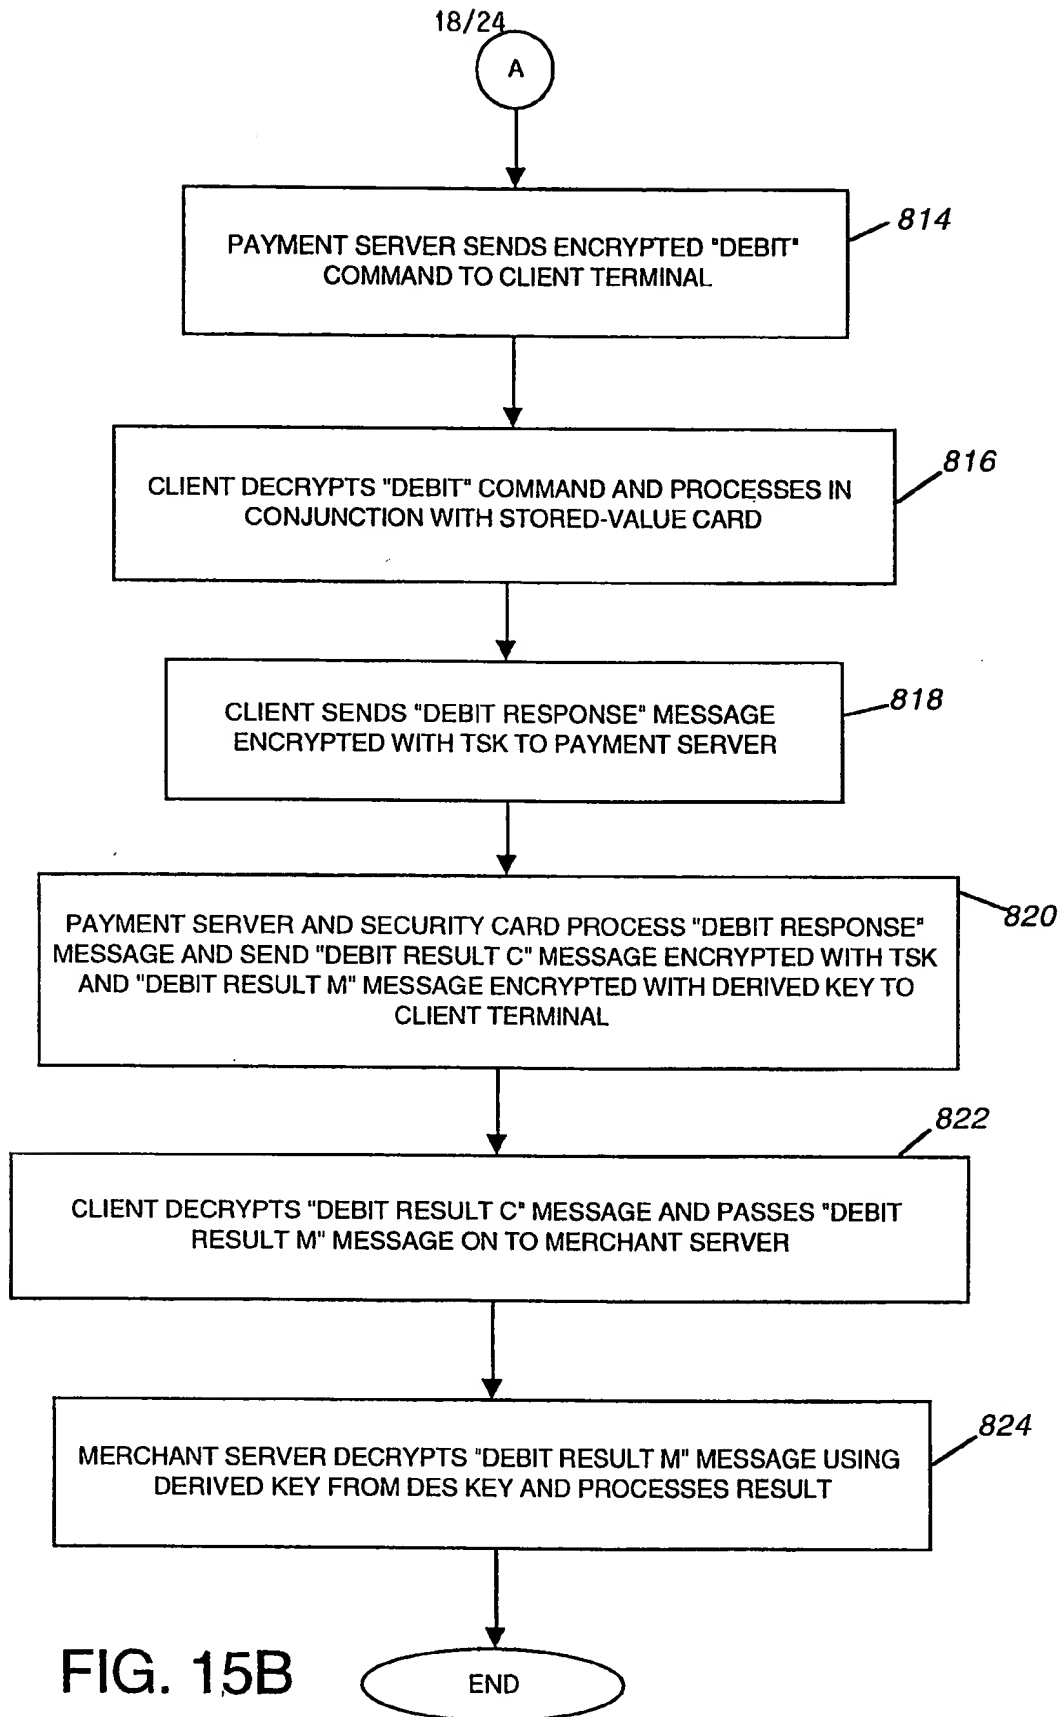 18/24
A
814
PAYMENT SERVER SENDS ENCRYPTED "DEBIT"
COMMAND TO CLIENT TERMINAL
816
CLIENT DECRYPTS "DEBIT" COMMAND AND PROCESSES IN
CONJUNCTION WITH STORED-VALUE CARD
818
CLIENT SENDS "DEBIT RESPONSE" MESSAGE
ENCRYPTED WITH TSK TO PAYMENT SERVER
820
PAYMENT SERVER AND SECURITY CARD PROCESS "DEBIT RESPONSE"
MESSAGE AND SEND "DEBIT RESULT C" MESSAGE ENCRYPTED WITH TSK
AND "DEBIT RESULT M" MESSAGE ENCRYPTED WITH DERIVED KEY TO
CLIENT TERMINAL
822
CLIENT DECRYPTS "DEBIT RESULT C" MESSAGE AND PASSES "DEBIT
RESULT M" MESSAGE ON TO MERCHANT SERVER
824
MERCHANT SERVER DECRYPTS "DEBIT RESULT M" MESSAGE USING
DERIVED KEY FROM DES KEY AND PROCESSES RESULT
FIG. 15B
END